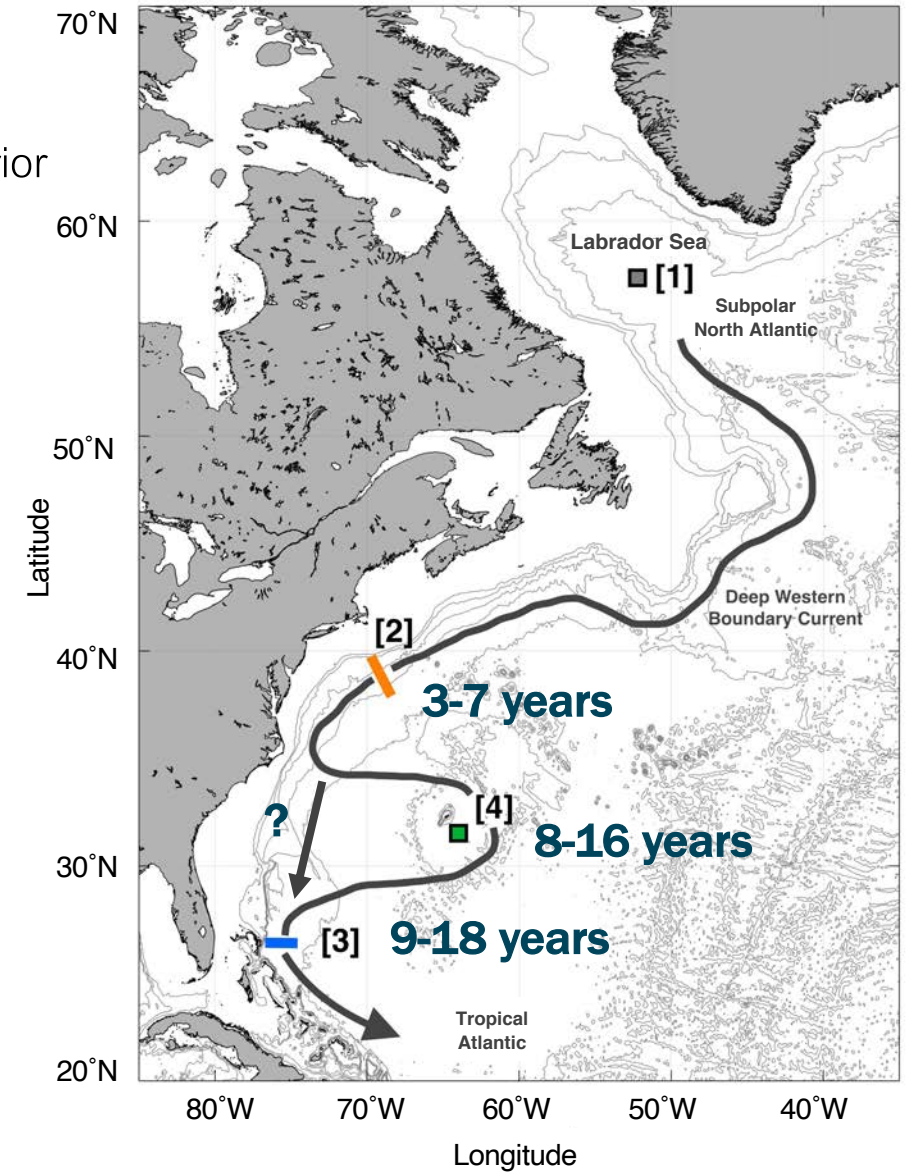 70˚N
rior
60˚N
Labrador Sea
[1]
Subpolar
North Atlantic
50˚N
Latitude
Deep Western
Boundary Current
[2]
40˚N
3-7 years
[4]
?
8-16 years
30˚N
[3]
9-18 years
Tropical
Atlantic
20˚N
80˚W
70˚W
60˚W
50˚W
40˚W
Longitude